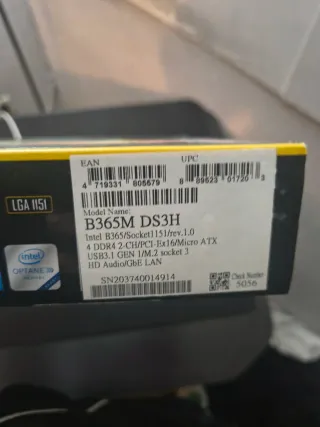 EAN
UPC
4 719331 805679
8 89523 01720 3
LGA 1151
Model Name:
B365M DS3H
Intel B365/Socket1151/rev.1.0
4 DDR4 2-CH/PCI-Ex16/Micro ATX
USB3.1 GEN 1/M.2 socket 3
HD Audio/GbE LAN
intel
OPTANE
SN203740014914
Check Number
5056